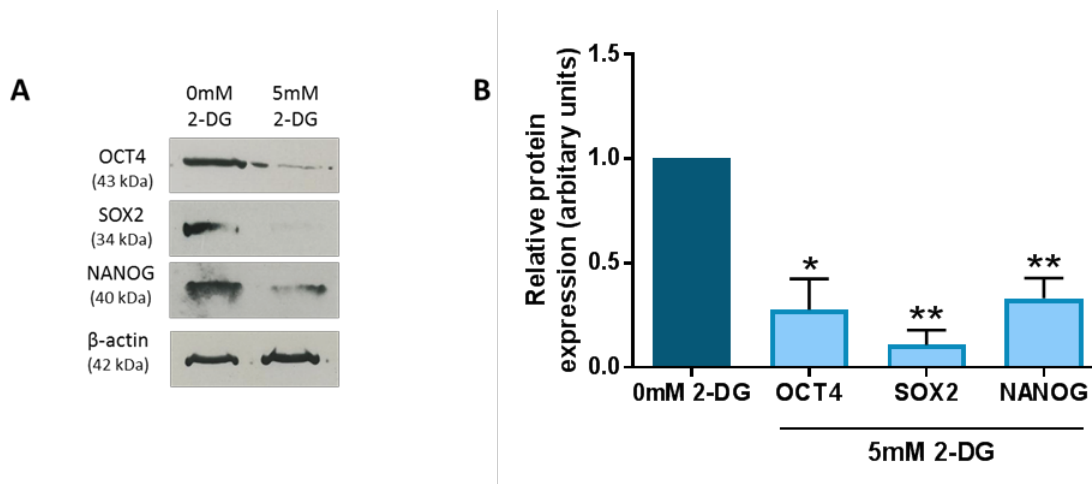 A
0mM
2-DG
5mM
2-DG
OCT4
(43 kDa)
SOX2
(34 kDa)
NANOG
(40 kDa)
β-actin
(42 kDa)
B
Relative protein
expression (arbitary units)
1.5
1.0
0.5
0.0
*
**
**
0mM 2-DG
OCT4
SOX2
NANOG
5mM 2-DG